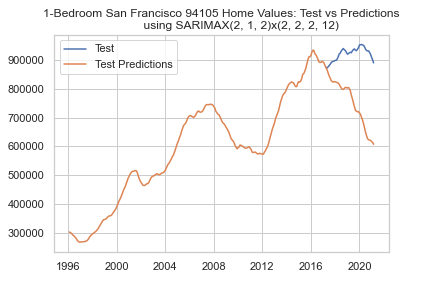 1-Bedroom San Francisco 94105 Home Values: Test vs Predictions
using SARIMAX(2, 1, 2)x(2, 2, 2, 12)
Test
Test Predictions
900000
800000
700000
600000
500000
400000
300000
1996 2000 2004 2008 2012 2016 2020